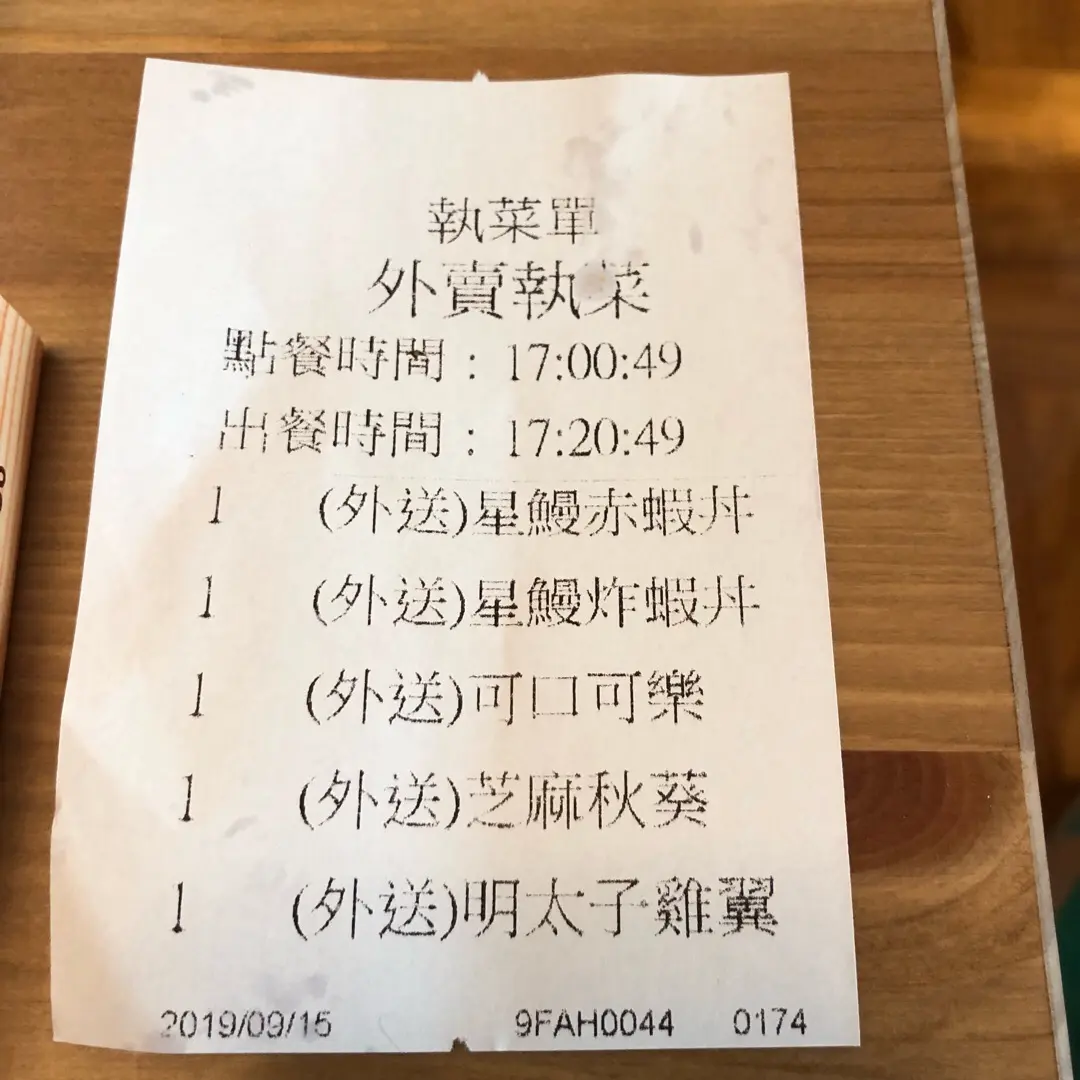 執菜單
外賣執菜
點餐時間：17:00:49
出餐時間：17:20:49
1 (外送)星鰻赤蝦丼
1 (外送)星鰻炸蝦丼
1 (外送)可口可樂
1 (外送)芝麻秋葵
1 (外送)明太子雞翼
2019/09/15 9FAH0044 0174